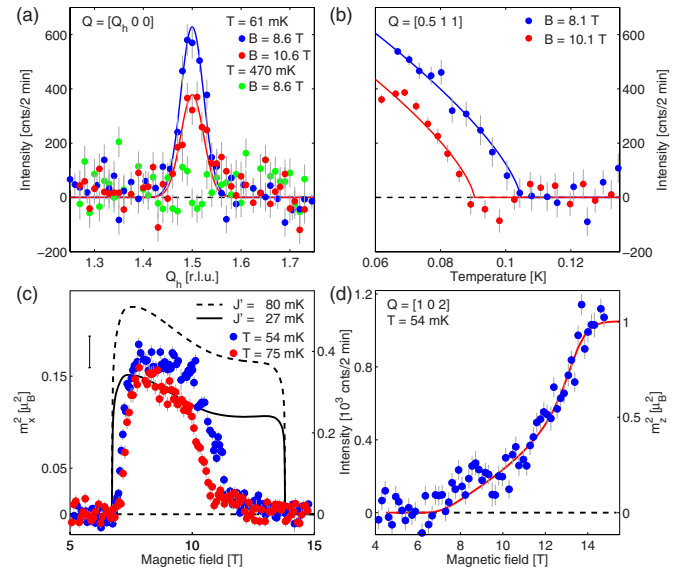 (a) Q = [Q_h 0 0]
T = 61 mK
B = 8.6 T
B = 10.6 T
T = 470 mK
B = 8.6 T
600
400
200
0
−200
Intensity [cnts/2 min]
1.3 1.4 1.5 1.6 1.7
Q_h [r.l.u.]
(b) Q = [0.5 1 1]
B = 8.1 T
B = 10.1 T
600
400
200
0
−200
Intensity [cnts/2 min]
0.06 0.08 0.1 0.12
Temperature [K]
(c)
J' = 80 mK
J' = 27 mK
T = 54 mK
T = 75 mK
0.15
0.05
0
m_x^2 [μ_B^2]
0.4
0.2
0
5 10 15
Magnetic field [T]
(d) Q = [1 0 2]
T = 54 mK
1.2
0.8
0.4
0
Intensity [10^3 cnts/2 min]
1
0.5
0
m_z^2 [μ_B^2]
4 6 8 10 12 14
Magnetic field [T]